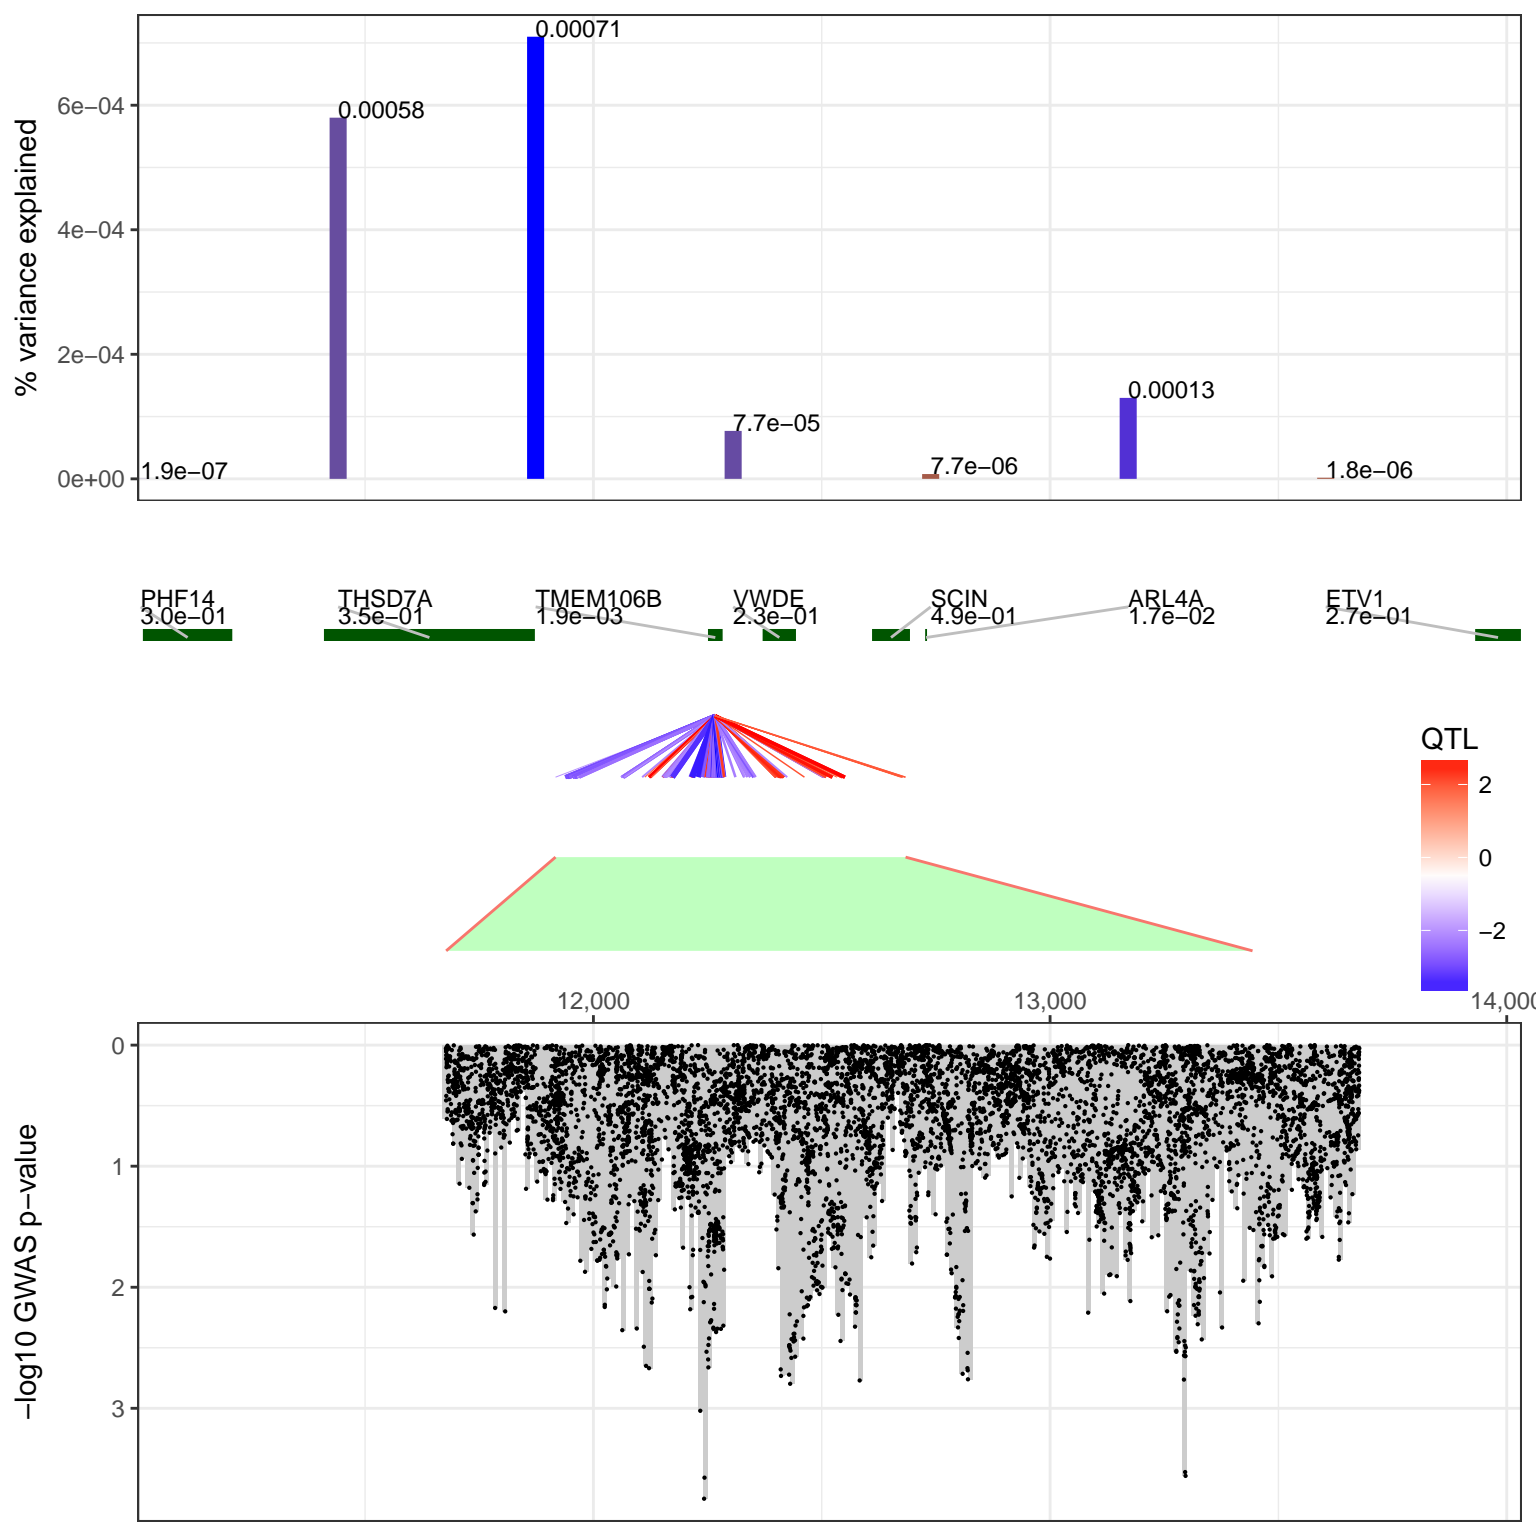 0.00071
6e−04
0.00058
4e−04
% variance explained
2e−04
0.00013
7.7e−05
7.7e−06
1.9e−07
1.8e−06
0e+00
PHF14 THSD7A TMEM106B VWDE SCIN ARL4A ETV1
3.0e−01 3.5e−01 1.9e−03 2.3e−01 4.9e−01 1.7e−02 2.7e−01
QTL
2
0
−2
12,000 13,000 14,000
0
1
−log10 GWAS p−value
2
3